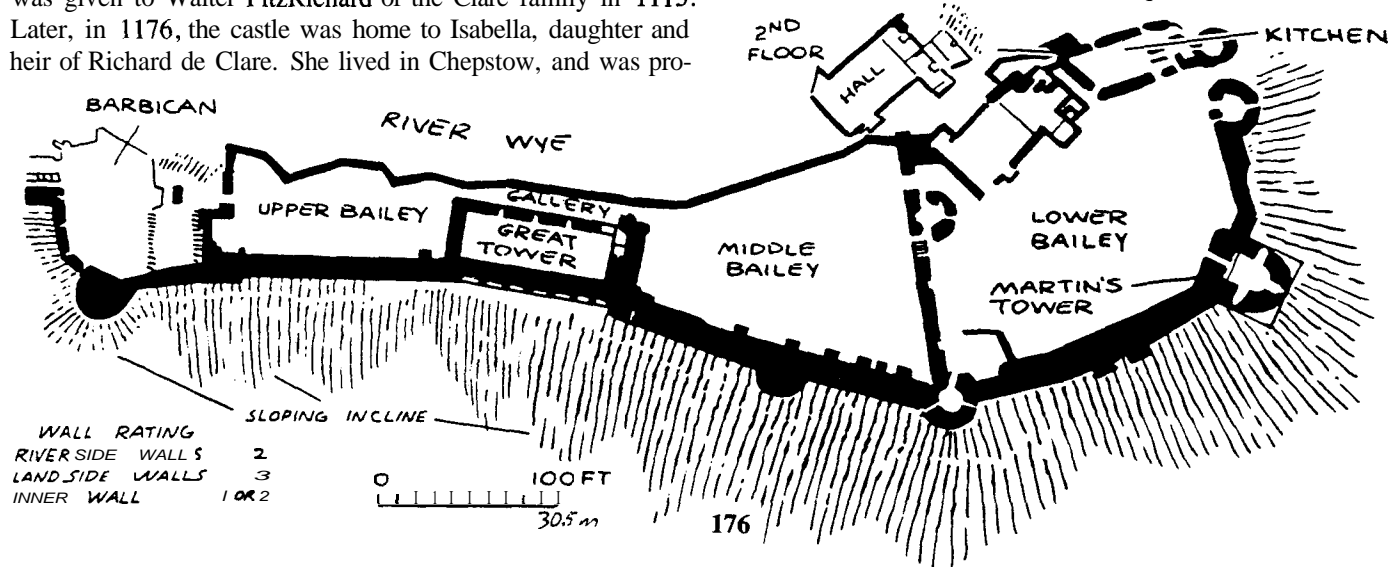 was given to Walter FitzRichard of the Clare family in 1115.
Later, in 1176, the castle was home to Isabella, daughter and
heir of Richard de Clare. She lived in Chepstow, and was pro-
2ND
FLOOR
HALL
KITCHEN
BARBICAN
RIVER WYE
UPPER BAILEY
GALLERY
GREAT
TOWER
MIDDLE
BAILEY
LOWER
BAILEY
MARTIN'S
TOWER
SLOPING INCLINE
WALL RATING
RIVER SIDE WALLS 2
LAND SIDE WALLS 3
INNER WALL 1 OR 2
0 100 FT
30.5 m
176